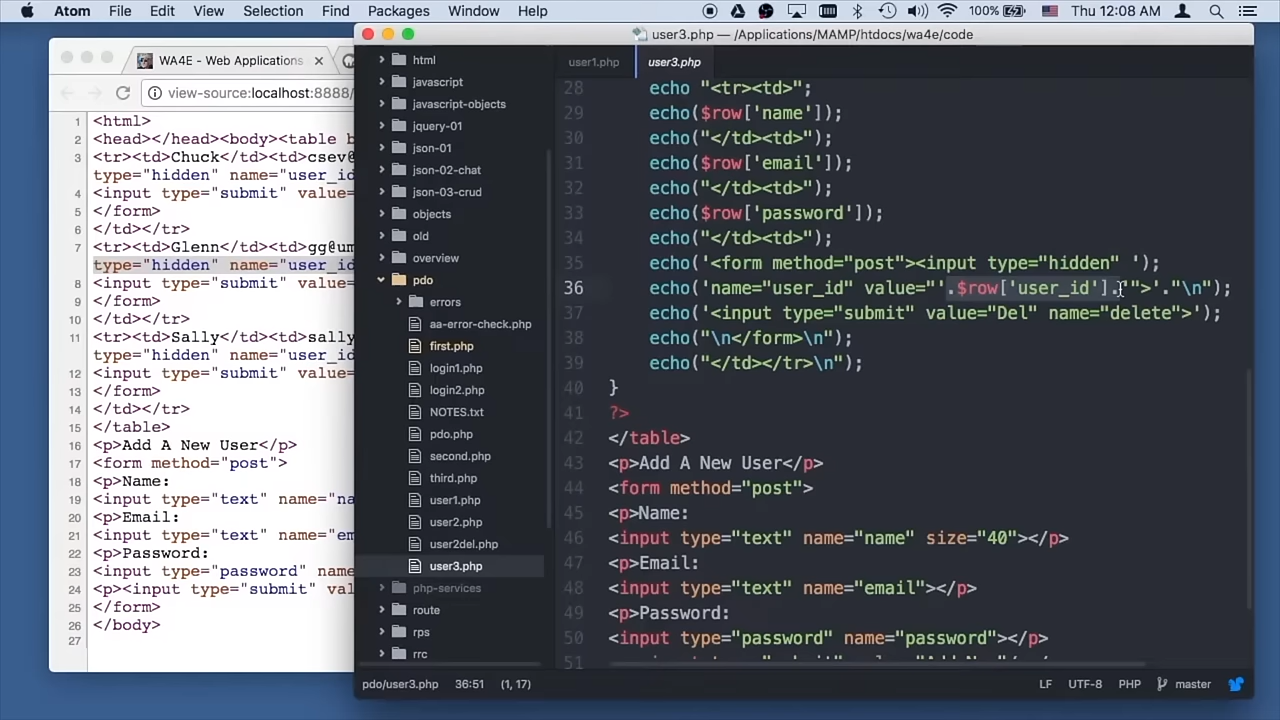 Atom File Edit View Selection Find Packages Window Help 100% Thu 12:08 AM
WA4E - Web Applications
view-source:localhost:8888/
1 <html>
2 <head></head><body><table b
3 <tr><td>Chuck</td><td>csev@
type="hidden" name="user_id
4 <input type="submit" value=
5 </form>
6 </td></tr>
7 <tr><td>Glenn</td><td>gg@um
type="hidden" name="user_id
8 <input type="submit" value=
9 </form>
10 </td></tr>
11 <tr><td>Sally</td><td>sally
type="hidden" name="user_id
12 <input type="submit" value=
13 </form>
14 </td></tr>
15 </table>
16 <p>Add A New User</p>
17 <form method="post">
18 <p>Name:
19 <input type="text" name="na
20 <p>Email:
21 <input type="text" name="em
22 <p>Password:
23 <input type="password" name
24 <p><input type="submit" val
25 </form>
26 </body>
27
user3.php — /Applications/MAMP/htdocs/wa4e/code
html
javascript
javascript-objects
jquery-01
json-01
json-02-chat
json-03-crud
objects
old
overview
pdo
errors
aa-error-check.php
first.php
login1.php
login2.php
NOTES.txt
pdo.php
second.php
third.php
user1.php
user2.php
user2del.php
user3.php
php-services
route
rps
rrc
user1.php user3.php
28 echo "<tr><td>";
29 echo($row['name']);
30 echo("</td><td>");
31 echo($row['email']);
32 echo("</td><td>");
33 echo($row['password']);
34 echo("</td><td>");
35 echo('<form method="post"><input type="hidden" ');
36 echo('name="user_id" value="'.$row['user_id'].'">'."\n");
37 echo('<input type="submit" value="Del" name="delete">');
38 echo("\n</form>\n");
39 echo("</td></tr>\n");
40 }
41 ?>
42 </table>
43 <p>Add A New User</p>
44 <form method="post">
45 <p>Name:
46 <input type="text" name="name" size="40"></p>
47 <p>Email:
48 <input type="text" name="email"></p>
49 <p>Password:
50 <input type="password" name="password"></p>
51
pdo/user3.php 36:51 (1, 17) LF UTF-8 PHP master